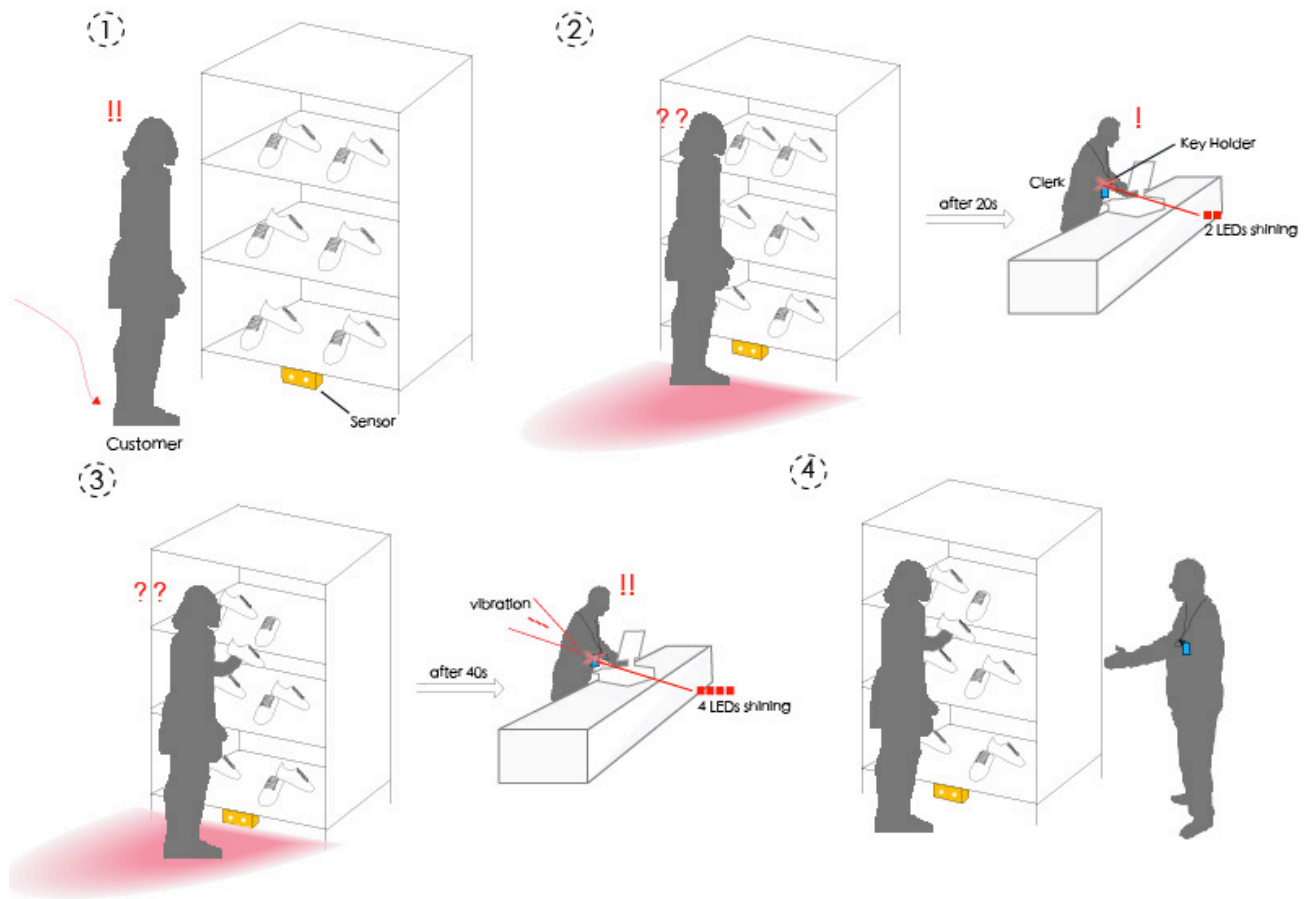 1
!!
Sensor
Customer
2
??
after 20s
!
Key Holder
Clerk
2 LEDs shining
3
??
after 40s
vibration
!!
4 LEDs shining
4